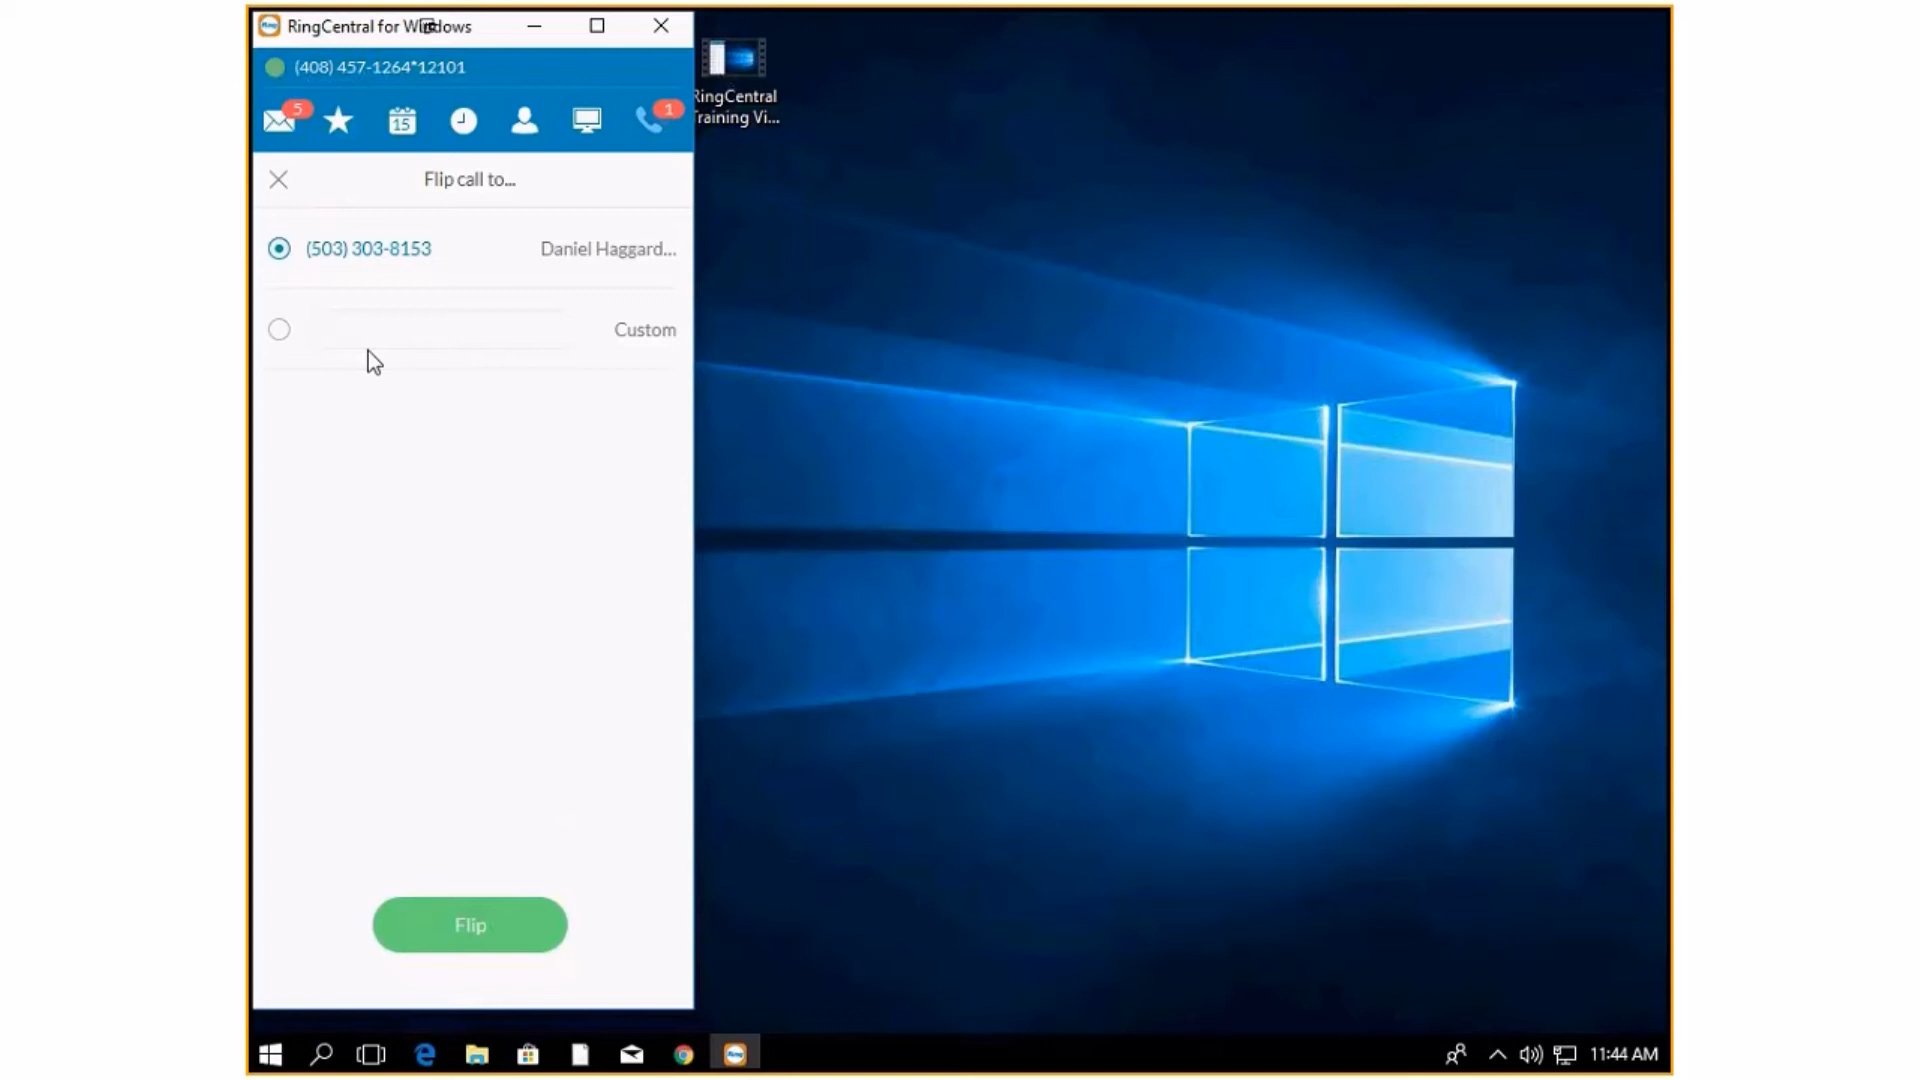 RingCentral for Windows
(408) 457-1264*12101
5
15
1
Flip call to...
(503) 303-8153
Daniel Haggard...
Custom
Flip
RingCentral
Training Vi...
Ring
11:44 AM